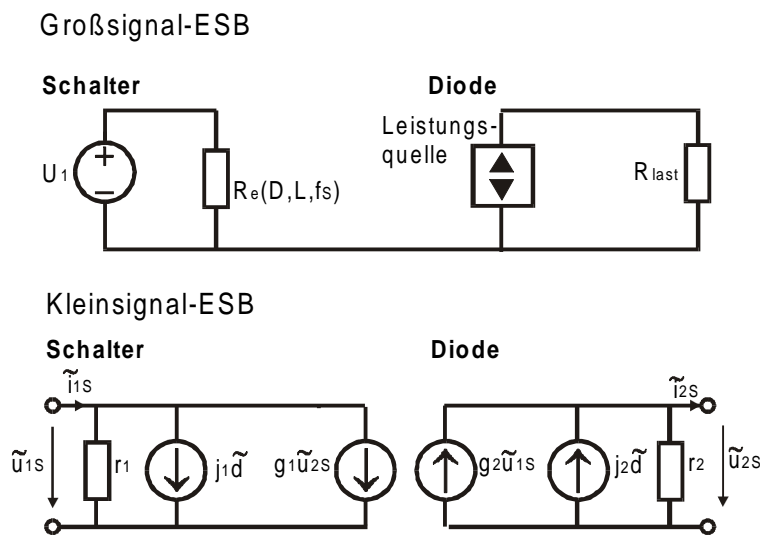 Großsignal-ESB
Schalter
Diode
Leistungs-
quelle
U1
+
–
Re(D,L,fs)
Rlast
Kleinsignal-ESB
Schalter
Diode
ĩ1S
ĩ2S
ũ1S
r1
j1d̃
g1ũ2S
g2ũ1S
j2d̃
r2
ũ2S